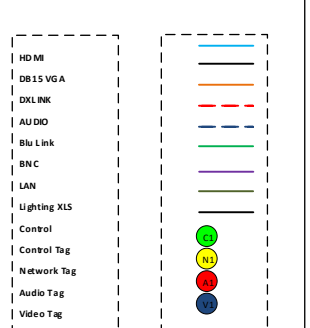 HDMI
DB15 VGA
DXLINK
AUDIO
Blu Link
BNC
LAN
Lighting XLS
Control
Control Tag
Network Tag
Audio Tag
Video Tag
C1
N1
A1
V1